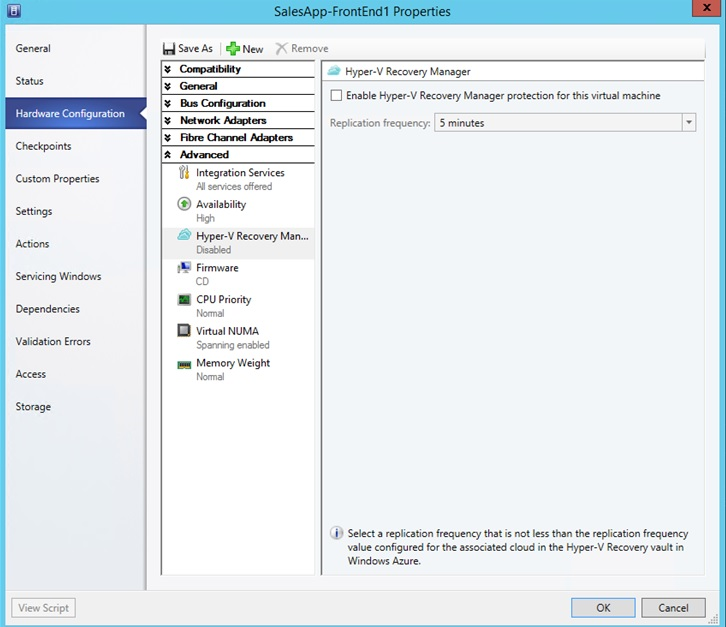 SalesApp-FrontEnd1 Properties
x
General
Status
Hardware Configuration
Checkpoints
Custom Properties
Settings
Actions
Servicing Windows
Dependencies
Validation Errors
Access
Storage
Save As
New
Remove
Compatibility
General
Bus Configuration
Network Adapters
Fibre Channel Adapters
Advanced
Integration Services
All services offered
Availability
High
Hyper-V Recovery Man...
Disabled
Firmware
CD
CPU Priority
Normal
Virtual NUMA
Spanning enabled
Memory Weight
Normal
Hyper-V Recovery Manager
Enable Hyper-V Recovery Manager protection for this virtual machine
Replication frequency: 5 minutes
Select a replication frequency that is not less than the replication frequency
value configured for the associated cloud in the Hyper-V Recovery vault in
Windows Azure.
View Script
OK
Cancel